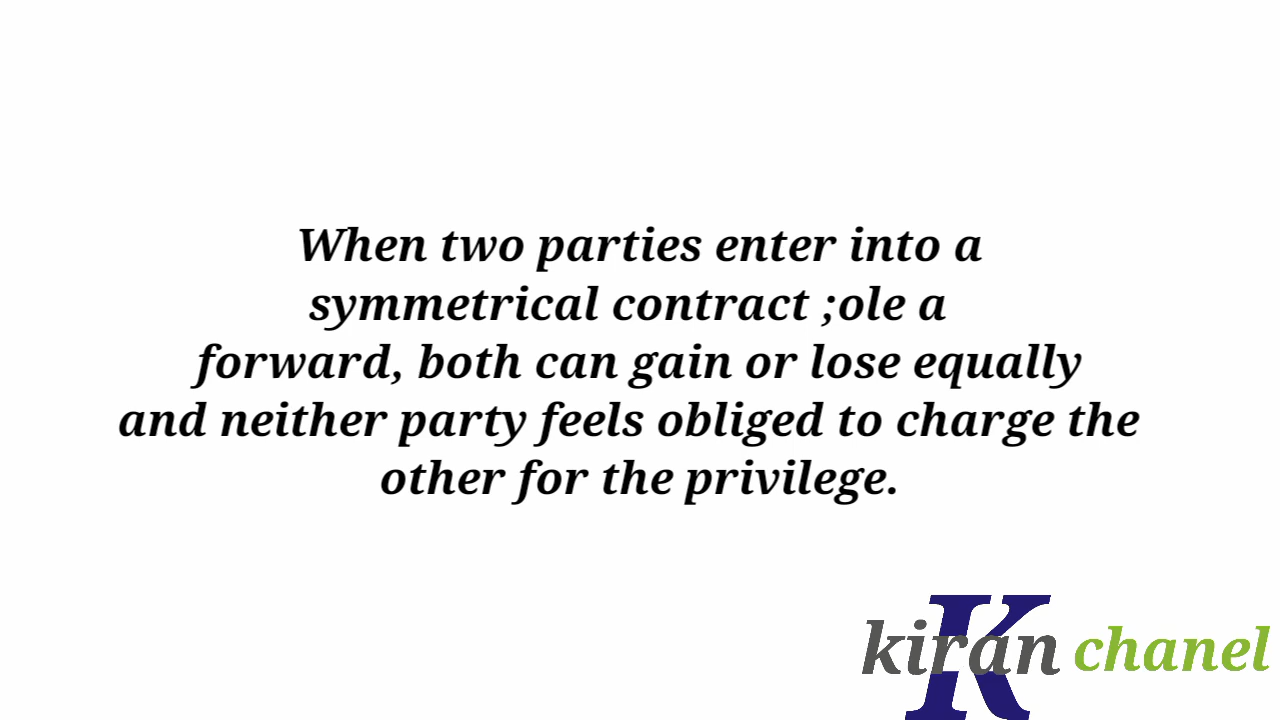 When two parties enter into a
symmetrical contract ;ole a
forward, both can gain or lose equally
and neither party feels obliged to charge the
other for the privilege.
K
kiran chanel